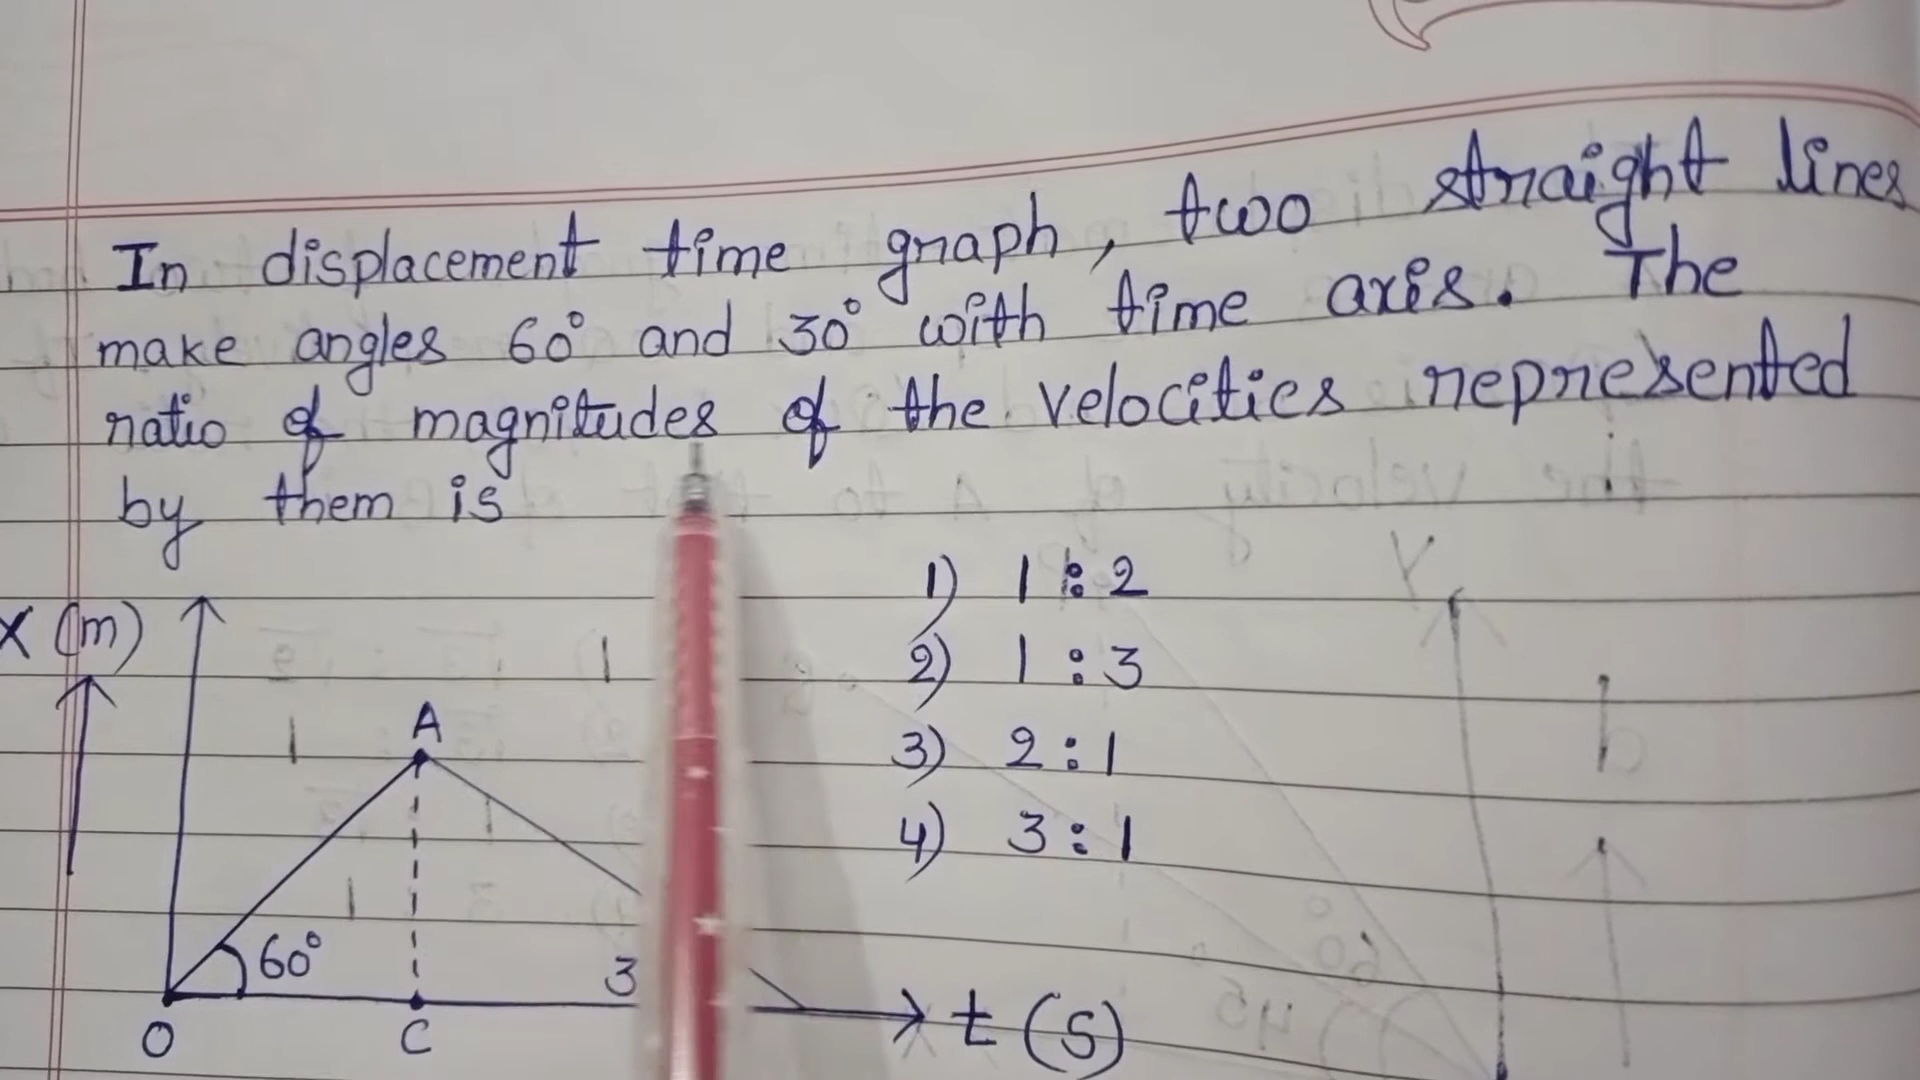 In displacement time graph, two straight lines
make angles 60° and 30° with time axis. The
ratio of magnitudes of the velocities represented
by them is
1) 1 : 2
X (m)
2) 1 : 3
A
3) 2 : 1
4) 3 : 1
60°
3
t (s)
O C